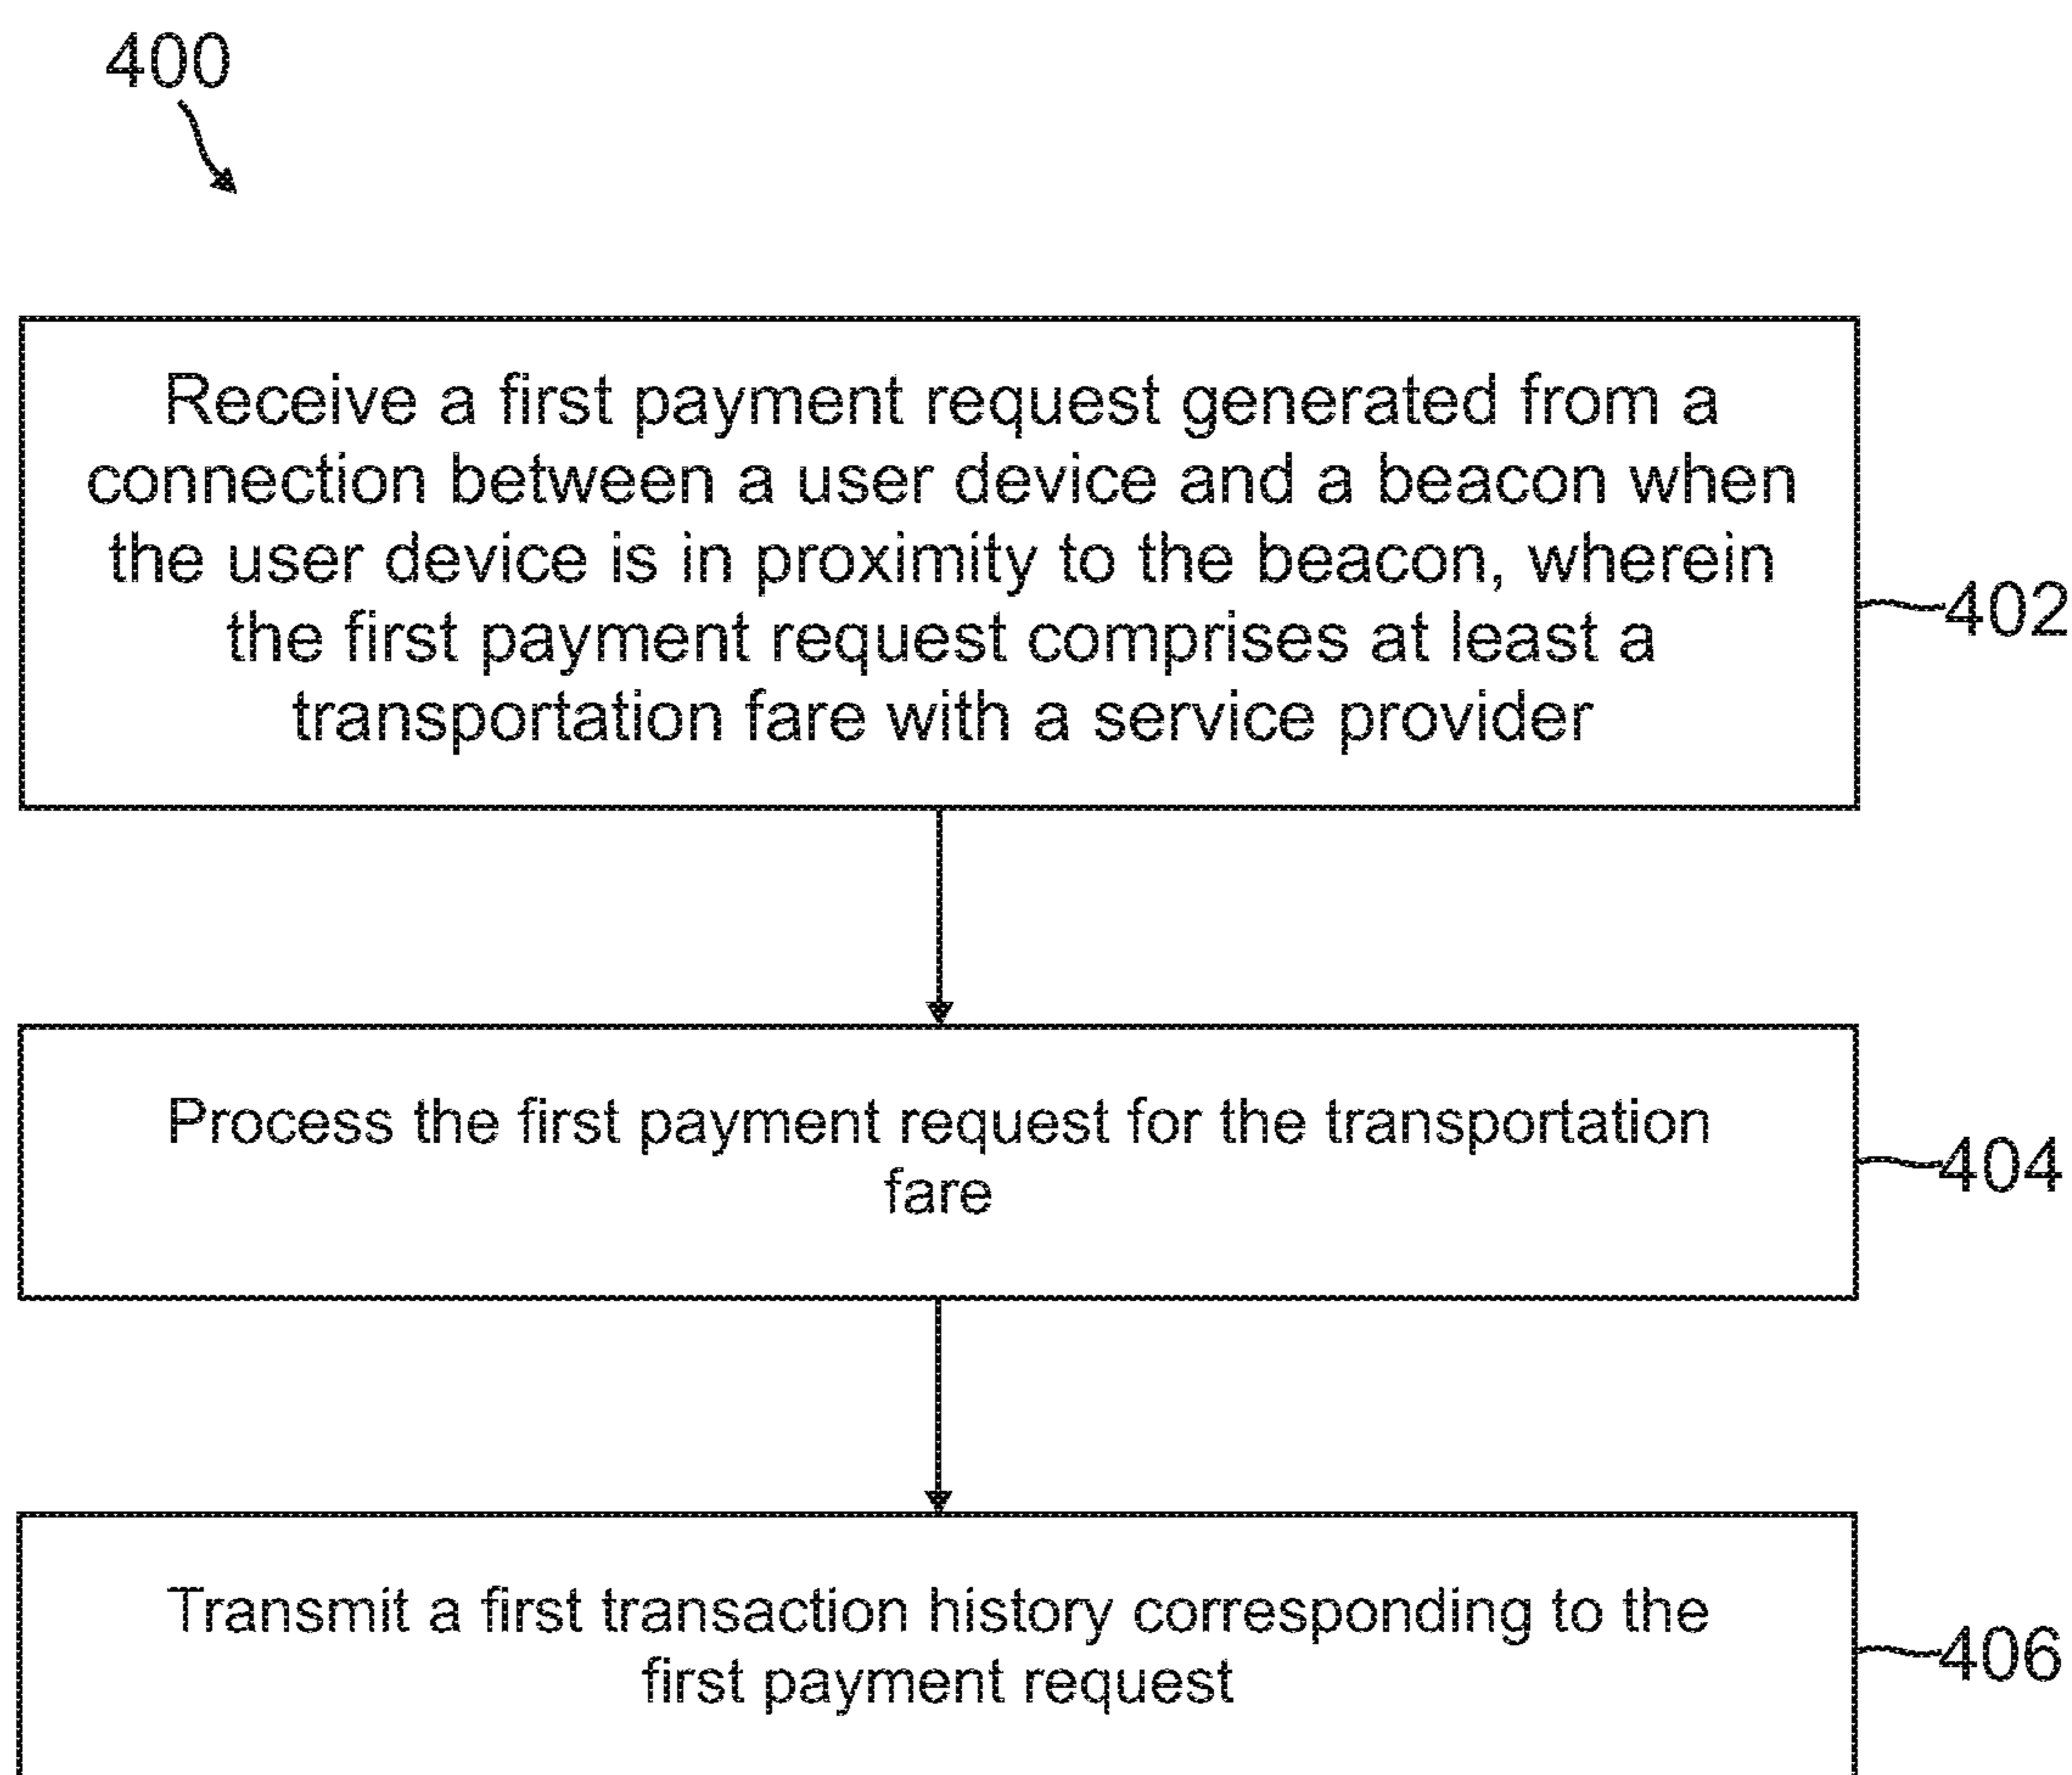 400
Receive a first payment request generated from a
connection between a user device and a beacon when
the user device is in proximity to the beacon, wherein
the first payment request comprises at least a
transportation fare with a service provider
402
Process the first payment request for the transportation
fare
404
Transmit a first transaction history corresponding to the
first payment request
406